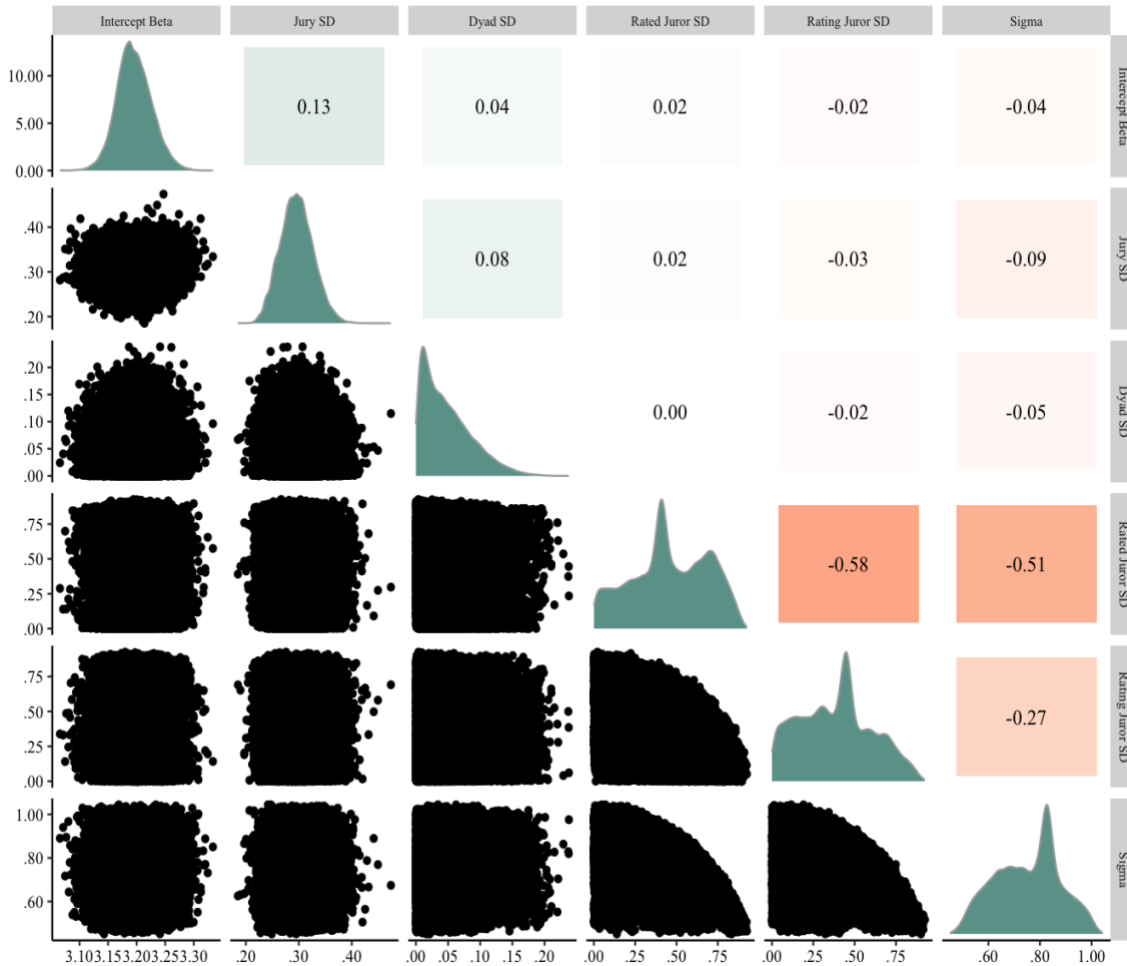 Intercept Beta Jury SD Dyad SD Rated Juror SD Rating Juror SD Sigma
10.00
5.00
0.00
0.13 0.04 0.02 -0.02 -0.04
Intercept Beta
.40
.30
.20
0.08 0.02 -0.03 -0.09
Jury SD
.20
.15
.10
.05
.00
0.00 -0.02 -0.05
Dyad SD
.75
.50
.25
.00
-0.58 -0.51
Rated Juror SD
.75
.50
.25
.00
-0.27
Rating Juror SD
1.00
.80
.60
Sigma
3.10 3.15 3.20 3.25 3.30 .20 .30 .40 .00 .05 .10 .15 .20 .00 .25 .50 .75 .00 .25 .50 .75 .60 .80 1.00